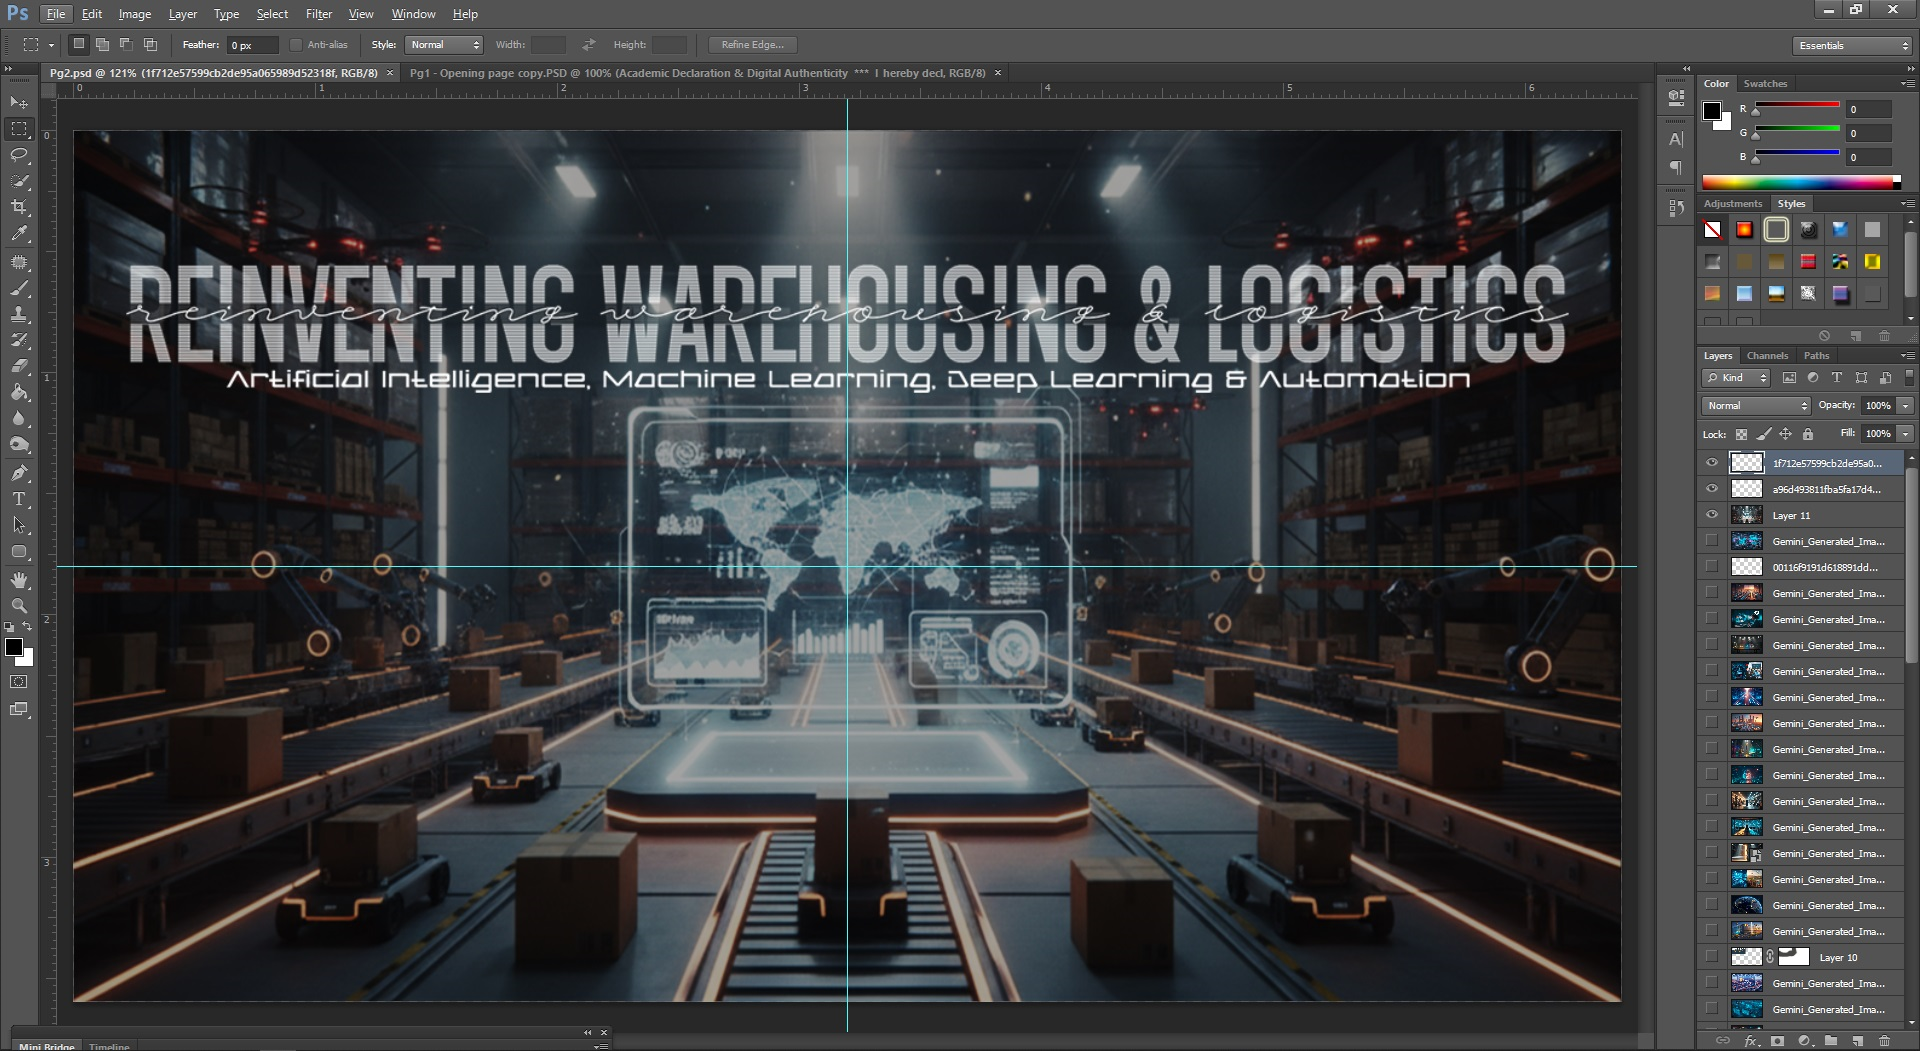 Ps File Edit Image Layer Type Select Filter View Window Help
Feather: 0 px Anti-alias Style: Normal Width: Height: Refine Edge... Essentials
Pg2.psd @ 121% (1f712e57599cb2de95a065989d52318f, RGB/8) × Pg1 - Opening page copy.PSD @ 100% (Academic Declaration & Digital Authenticity *** I hereby decl, RGB/8) ×
0 1 2 3 4 5 6
0
1
2
3
REINVENTING WAREHOUSING & LOGISTICS
reinventing warehousing & logistics
Artificial Intelligence, Machine Learning, Deep Learning & Automation
Mini Bridge Timeline
Color Swatches
R 0
G 0
B 0
Adjustments Styles
Layers Channels Paths
Kind
Normal Opacity: 100%
Lock: Fill: 100%
1f712e57599cb2de95a0...
a96d493811fba5fa17d4...
Layer 11
Gemini_Generated_Ima...
00116f9191d618891dd...
Gemini_Generated_Ima...
Gemini_Generated_Ima...
Gemini_Generated_Ima...
Gemini_Generated_Ima...
Gemini_Generated_Ima...
Gemini_Generated_Ima...
Gemini_Generated_Ima...
Gemini_Generated_Ima...
Gemini_Generated_Ima...
Gemini_Generated_Ima...
Gemini_Generated_Ima...
Gemini_Generated_Ima...
Gemini_Generated_Ima...
Gemini_Generated_Ima...
Layer 10
Gemini_Generated_Ima...
Gemini_Generated_Ima...